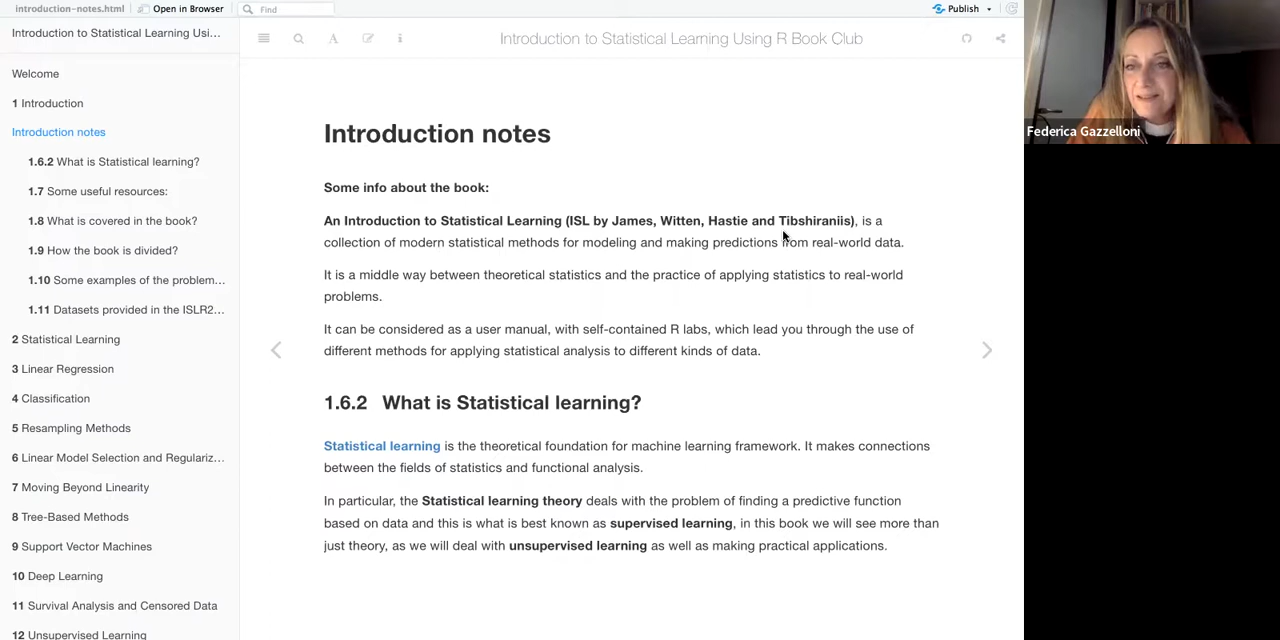 introduction-notes.html
Open in Browser
Find
Publish
Introduction to Statistical Learning Usi...
Welcome
1 Introduction
Introduction notes
1.6.2 What is Statistical learning?
1.7 Some useful resources:
1.8 What is covered in the book?
1.9 How the book is divided?
1.10 Some examples of the problem...
1.11 Datasets provided in the ISLR2...
2 Statistical Learning
3 Linear Regression
4 Classification
5 Resampling Methods
6 Linear Model Selection and Regulariz...
7 Moving Beyond Linearity
8 Tree-Based Methods
9 Support Vector Machines
10 Deep Learning
11 Survival Analysis and Censored Data
12 Unsupervised Learning
A
i
Introduction to Statistical Learning Using R Book Club
Introduction notes
Some info about the book:
An Introduction to Statistical Learning (ISL by James, Witten, Hastie and Tibshiraniis), is a
collection of modern statistical methods for modeling and making predictions from real-world data.
It is a middle way between theoretical statistics and the practice of applying statistics to real-world
problems.
It can be considered as a user manual, with self-contained R labs, which lead you through the use of
different methods for applying statistical analysis to different kinds of data.
1.6.2 What is Statistical learning?
Statistical learning is the theoretical foundation for machine learning framework. It makes connections
between the fields of statistics and functional analysis.
In particular, the Statistical learning theory deals with the problem of finding a predictive function
based on data and this is what is best known as supervised learning, in this book we will see more than
just theory, as we will deal with unsupervised learning as well as making practical applications.
Federica Gazzelloni